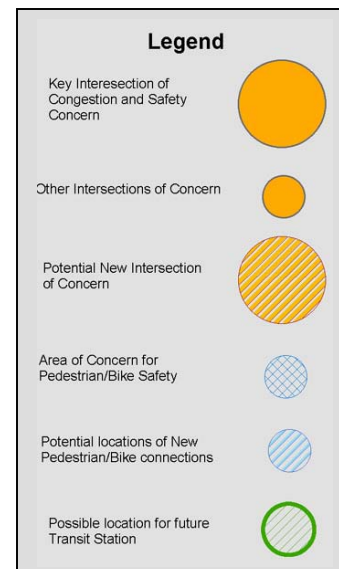 Legend
Key Interesection of
Congestion and Safety
Concern
Other Intersections of Concern
Potential New Intersection
of Concern
Area of Concern for
Pedestrian/Bike Safety
Potential locations of New
Pedestrian/Bike connections
Possible location for future
Transit Station